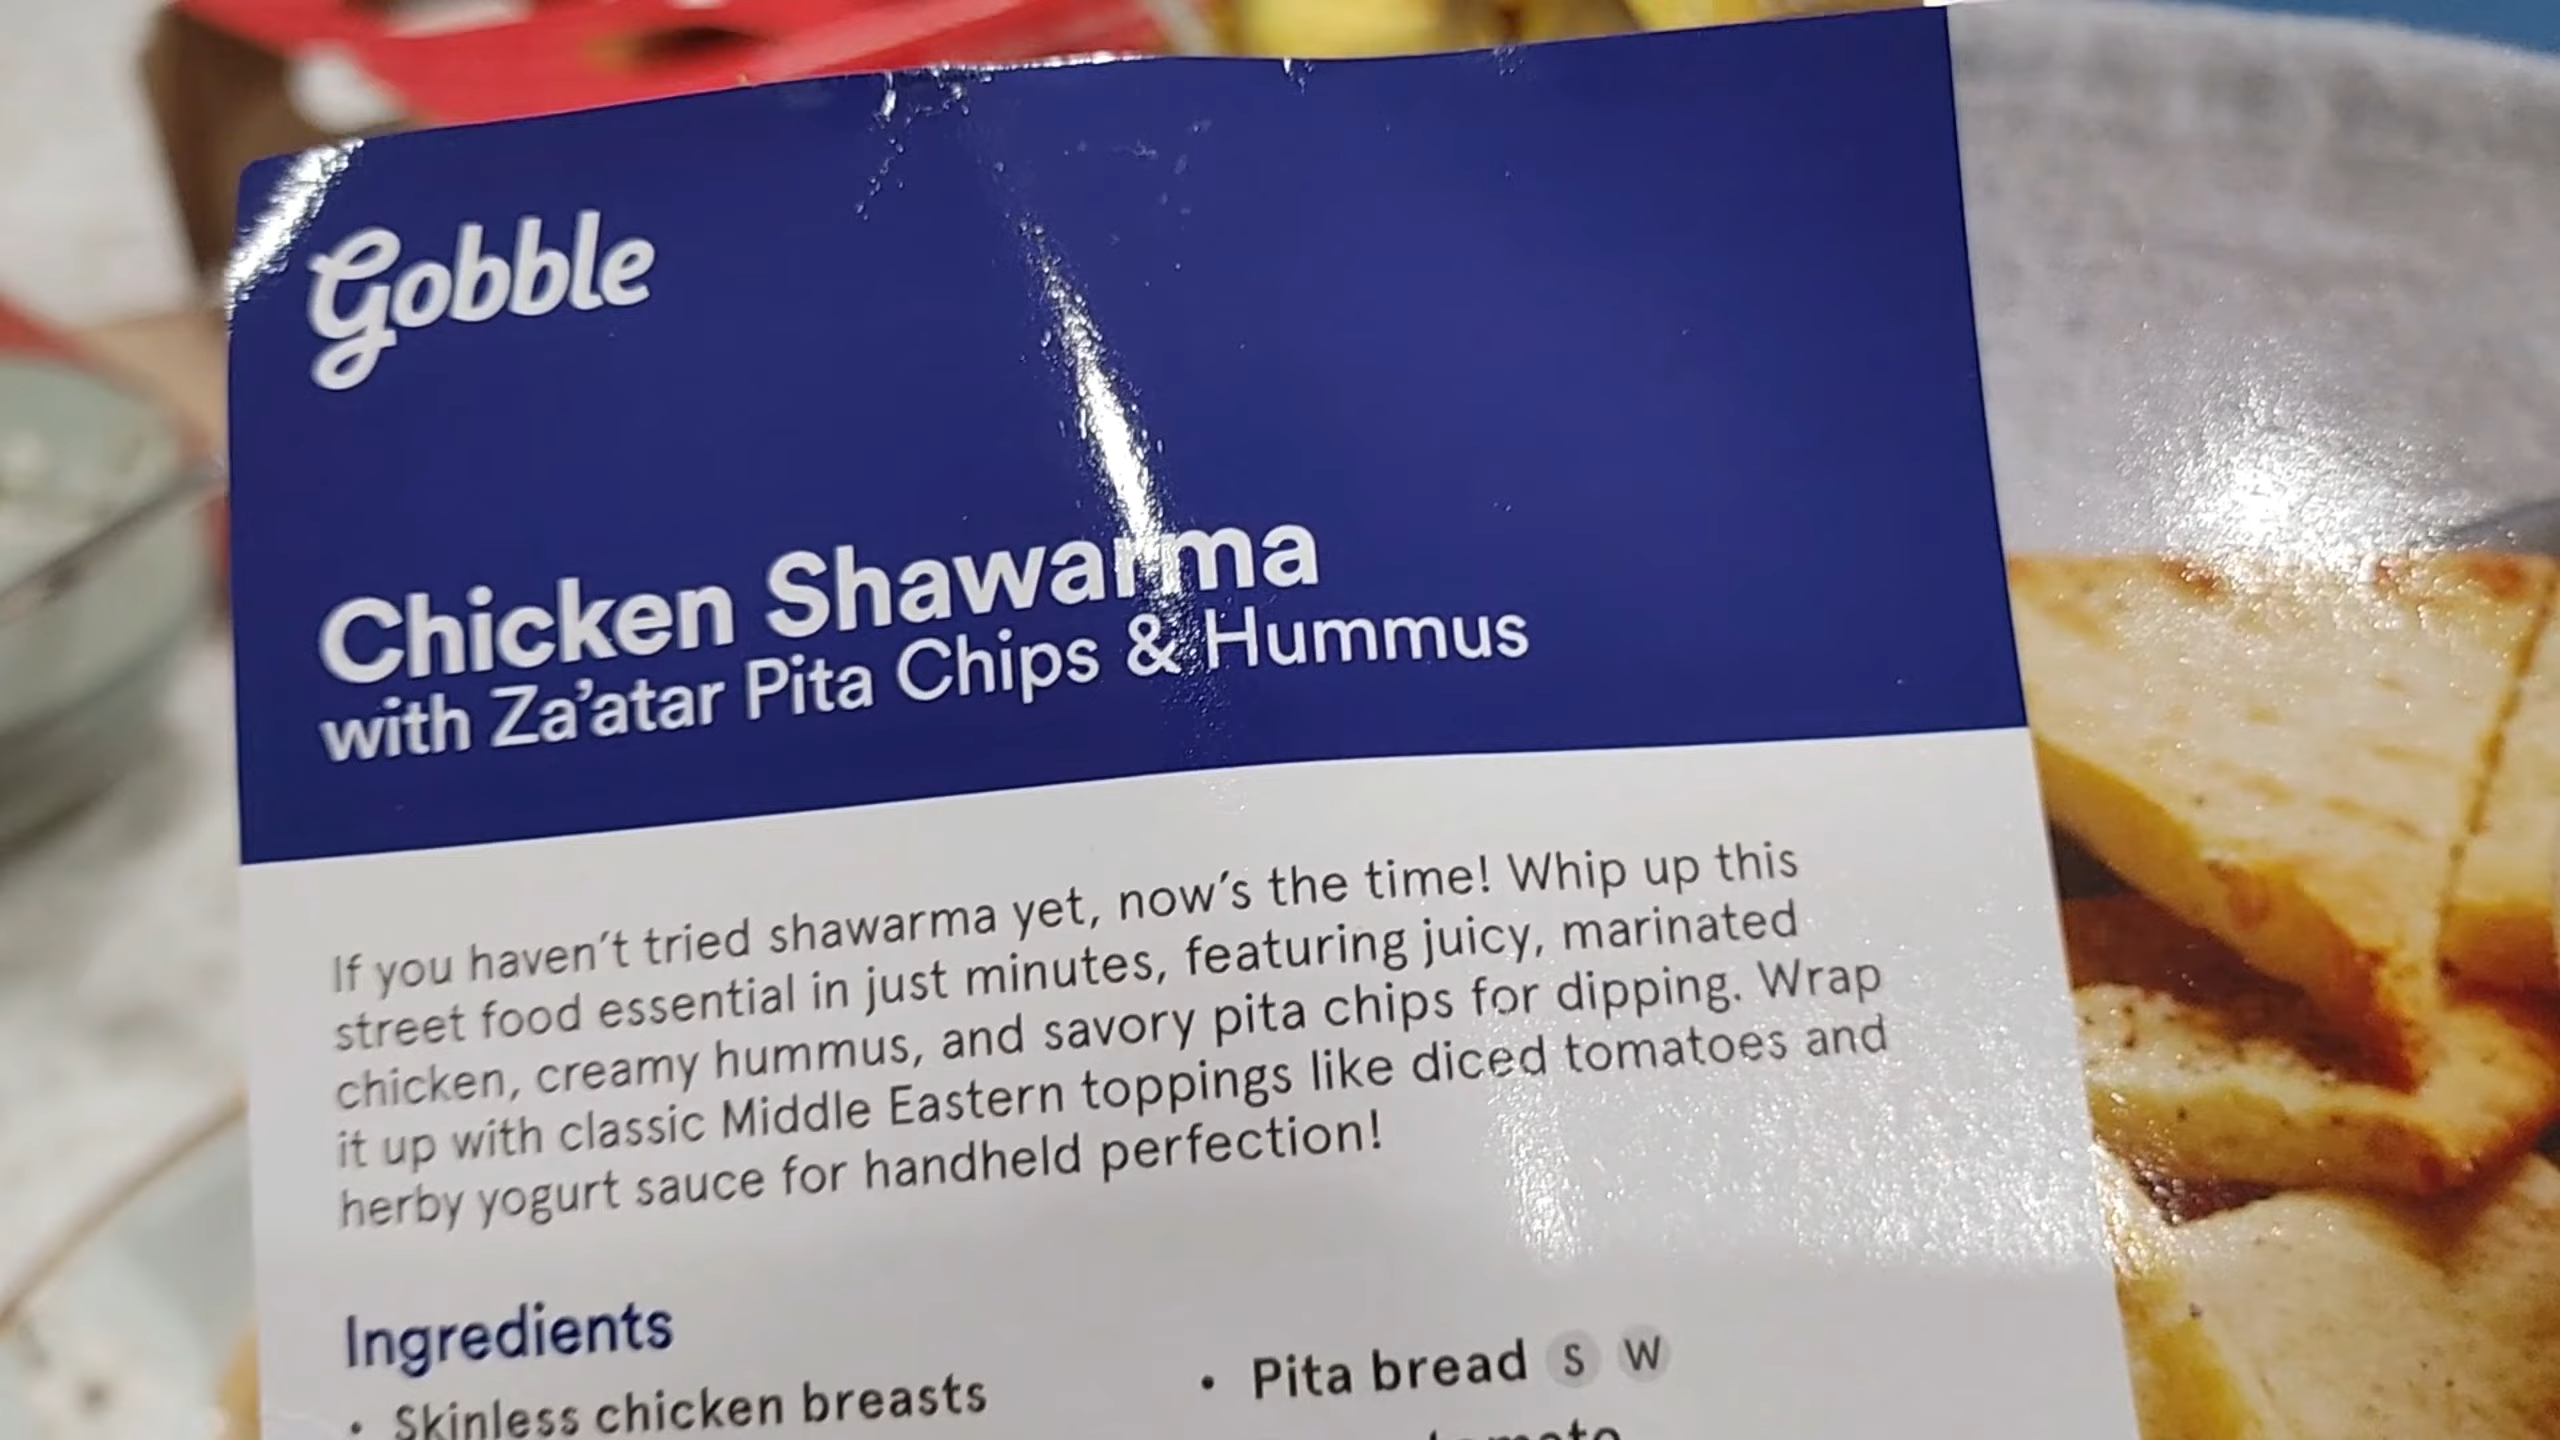 Gobble
Chicken Shawarma
with Za'atar Pita Chips & Hummus
If you haven't tried shawarma yet, now's the time! Whip up this
street food essential in just minutes, featuring juicy, marinated
chicken, creamy hummus, and savory pita chips for dipping. Wrap
it up with classic Middle Eastern toppings like diced tomatoes and
herby yogurt sauce for handheld perfection!
Ingredients
• Skinless chicken breasts
• Pita bread S W
tomato